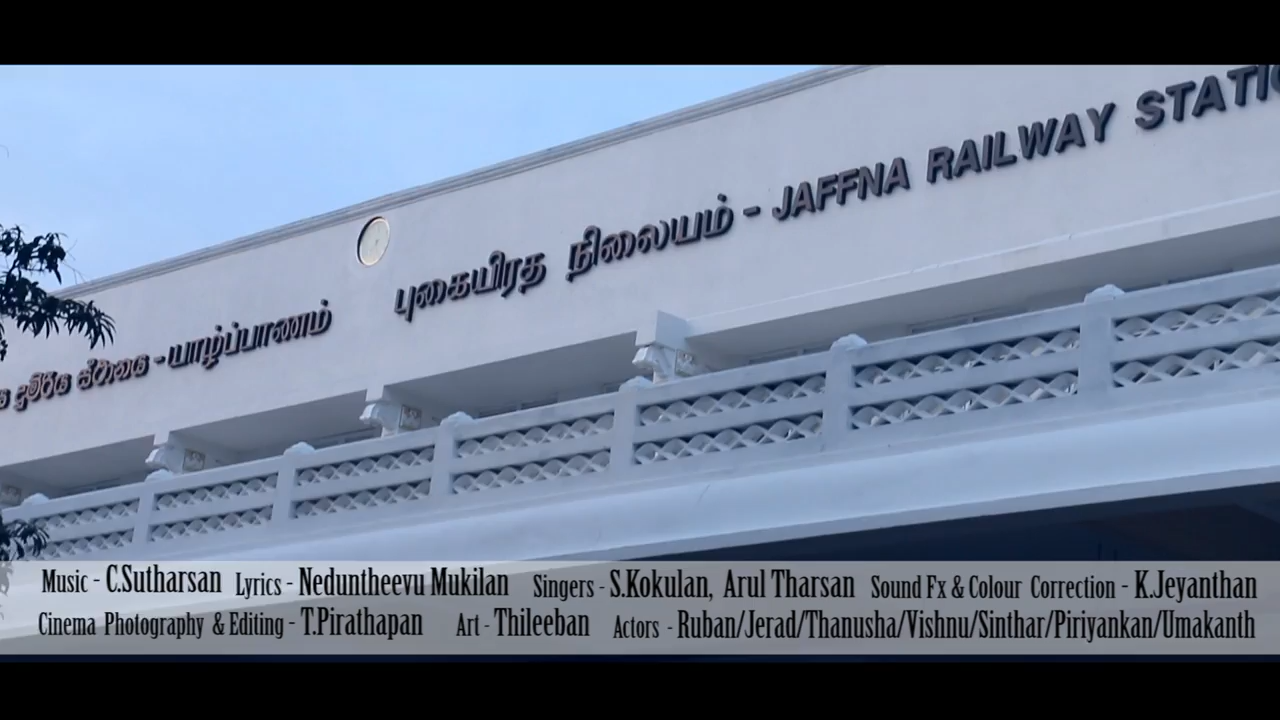 දුම්රිය ස්ථානය - யாழ்ப்பாணம் புகையிரத நிலையம் - JAFFNA RAILWAY
Music - C.Sutharsan Lyrics - Neduntheevu Mukilan Singers - S.Kokulan, Arul Tharsan Sound Fx & Colour Correction - K.Jeyanthan
Cinema Photography & Editing - T.Pirathapan Art - Thileeban Actors - Ruban/Jerad/Thanusha/Vishnu/Sinthar/Piriyankan/Umakanth